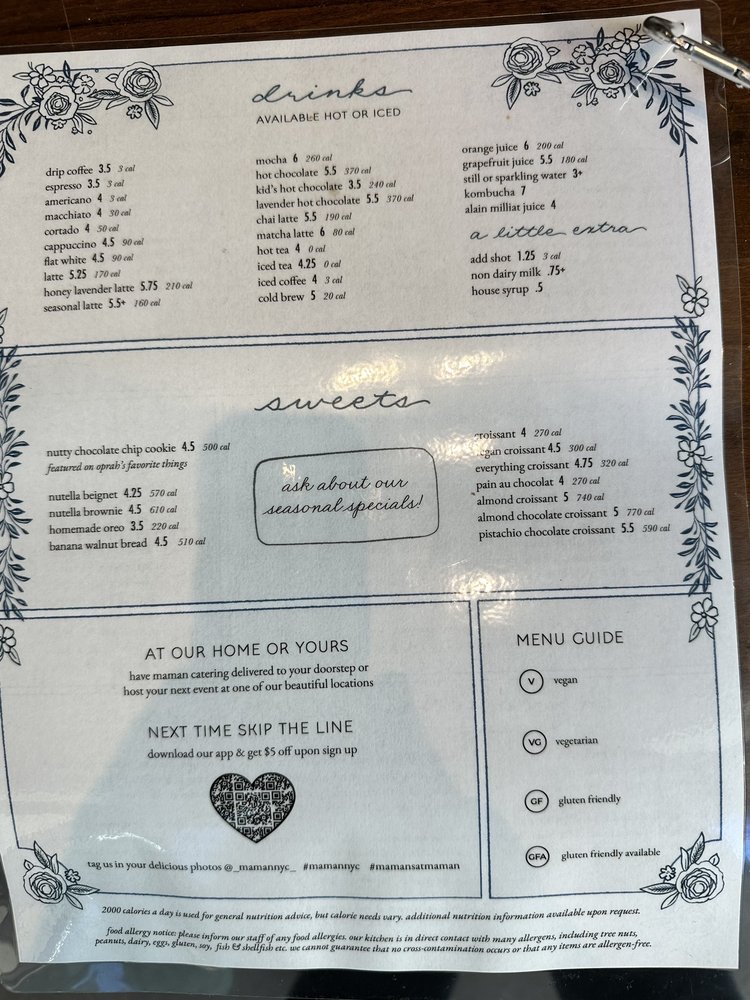 drinks
AVAILABLE HOT OR ICED
drip coffee 3.5 3 cal
espresso 3.5 3 cal
americano 4 3 cal
macchiato 4 30 cal
cortado 4 50 cal
cappuccino 4.5 90 cal
flat white 4.5 90 cal
latte 5.25 170 cal
honey lavender latte 5.75 210 cal
seasonal latte 5.5+ 160 cal
mocha 6 260 cal
hot chocolate 5.5 370 cal
kid's hot chocolate 3.5 240 cal
lavender hot chocolate 5.5 370 cal
chai latte 5.5 190 cal
matcha latte 6 80 cal
hot tea 4 0 cal
iced tea 4.25 0 cal
iced coffee 4 3 cal
cold brew 5 20 cal
orange juice 6 200 cal
grapefruit juice 5.5 180 cal
still or sparkling water 3+
kombucha 7
alain milliat juice 4
a little extra
add shot 1.25 3 cal
non dairy milk .75+
house syrup .5
sweets
nutty chocolate chip cookie 4.5 500 cal
featured on oprah's favorite things
nutella beignet 4.25 570 cal
nutella brownie 4.5 610 cal
homemade oreo 3.5 220 cal
banana walnut bread 4.5 510 cal
ask about our
seasonal specials!
croissant 4 270 cal
vegan croissant 4.5 300 cal
everything croissant 4.75 320 cal
pain au chocolat 4 270 cal
almond croissant 5 740 cal
almond chocolate croissant 5 770 cal
pistachio chocolate croissant 5.5 590 cal
AT OUR HOME OR YOURS
have maman catering delivered to your doorstep or
host your next event at one of our beautiful locations
NEXT TIME SKIP THE LINE
download our app & get $5 off upon sign up
tag us in your delicious photos @_mamannyc_ #mamannyc #mamansatmaman
MENU GUIDE
V vegan
VG vegetarian
GF gluten friendly
GFA gluten friendly available
2000 calories a day is used for general nutrition advice, but calorie needs vary. additional nutrition information available upon request.
food allergy notice: please inform our staff of any food allergies. our kitchen is in direct contact with many allergens, including tree nuts,
peanuts, dairy, eggs, gluten, soy, fish & shellfish etc. we cannot guarantee that no cross-contamination occurs or that any items are allergen-free.